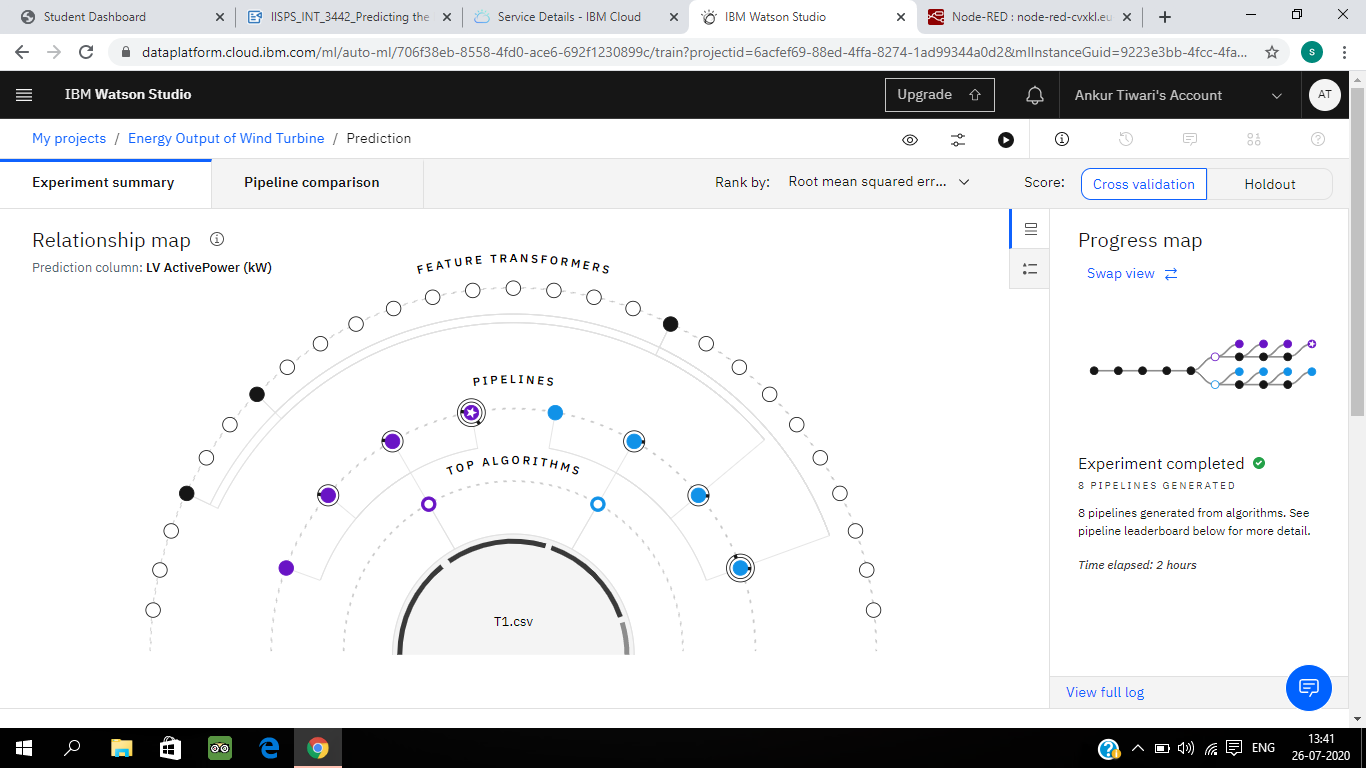 Student Dashboard
IISPS_INT_3442_Predicting the
Service Details - IBM Cloud
IBM Watson Studio
Node-RED : node-red-cvxkl.eu
dataplatform.cloud.ibm.com/ml/auto-ml/706f38eb-8558-4fd0-ace6-692f1230899c/train?projectid=6acfef69-88ed-4ffa-8274-1ad99344a0d2&mlInstanceGuid=9223e3bb-4fcc-4fa...
S
IBM Watson Studio
Upgrade
Ankur Tiwari's Account
AT
My projects / Energy Output of Wind Turbine / Prediction
Experiment summary
Pipeline comparison
Rank by: Root mean squared err...
Score: Cross validation Holdout
Relationship map
Prediction column: LV ActivePower (kW)
FEATURE TRANSFORMERS
PIPELINES
TOP ALGORITHMS
T1.csv
Progress map
Swap view
Experiment completed
8 PIPELINES GENERATED
8 pipelines generated from algorithms. See
pipeline leaderboard below for more detail.
Time elapsed: 2 hours
View full log
ENG
13:41
26-07-2020